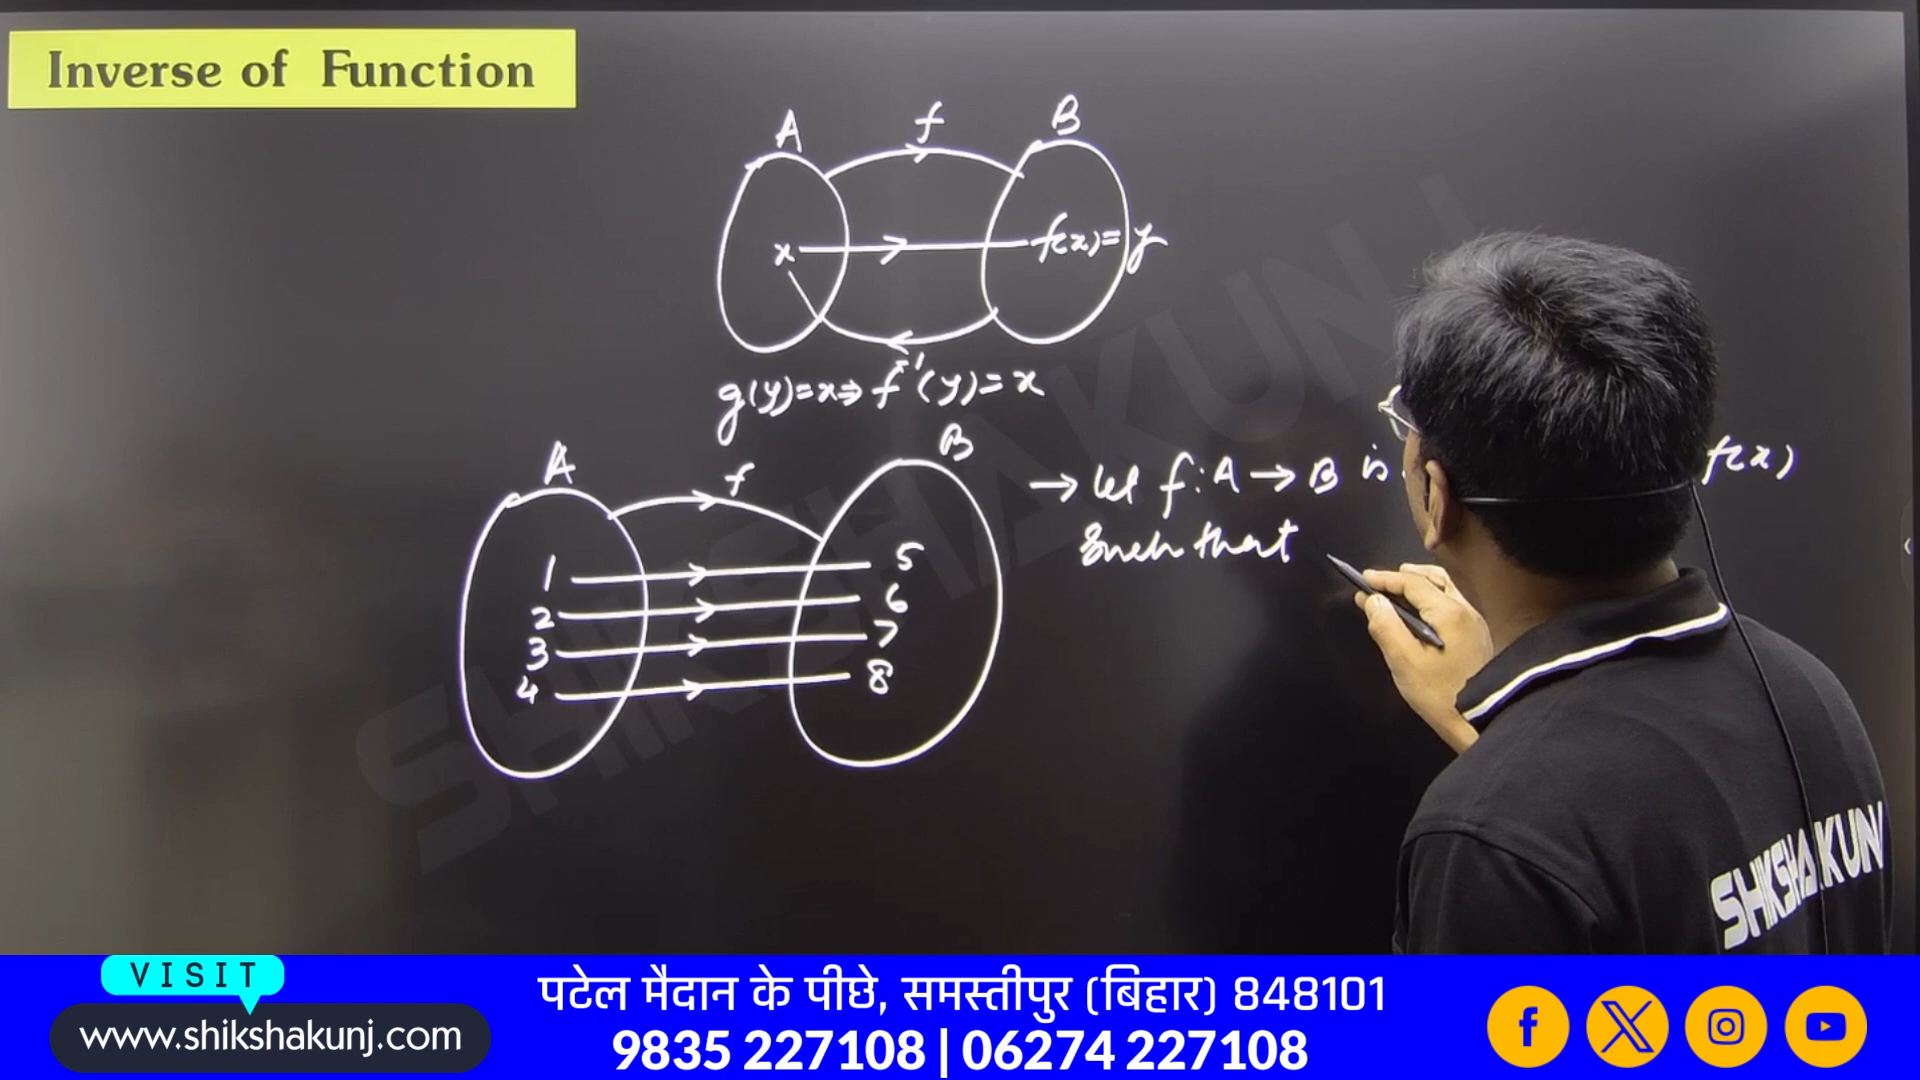 Inverse of Function
A f B
x f(x) = y
g(y) = x ⇒ f⁻¹(y) = x
A f B
1 5
2 6
3 7
4 8
→ Let f : A → B is
f(x)
Such that
SHIKSHAKUNJ
SHIKSHAKUN
VISIT
www.shikshakunj.com
पटेल मैदान के पीछे, समस्तीपुर (बिहार) 848101
9835 227108 | 06274 227108